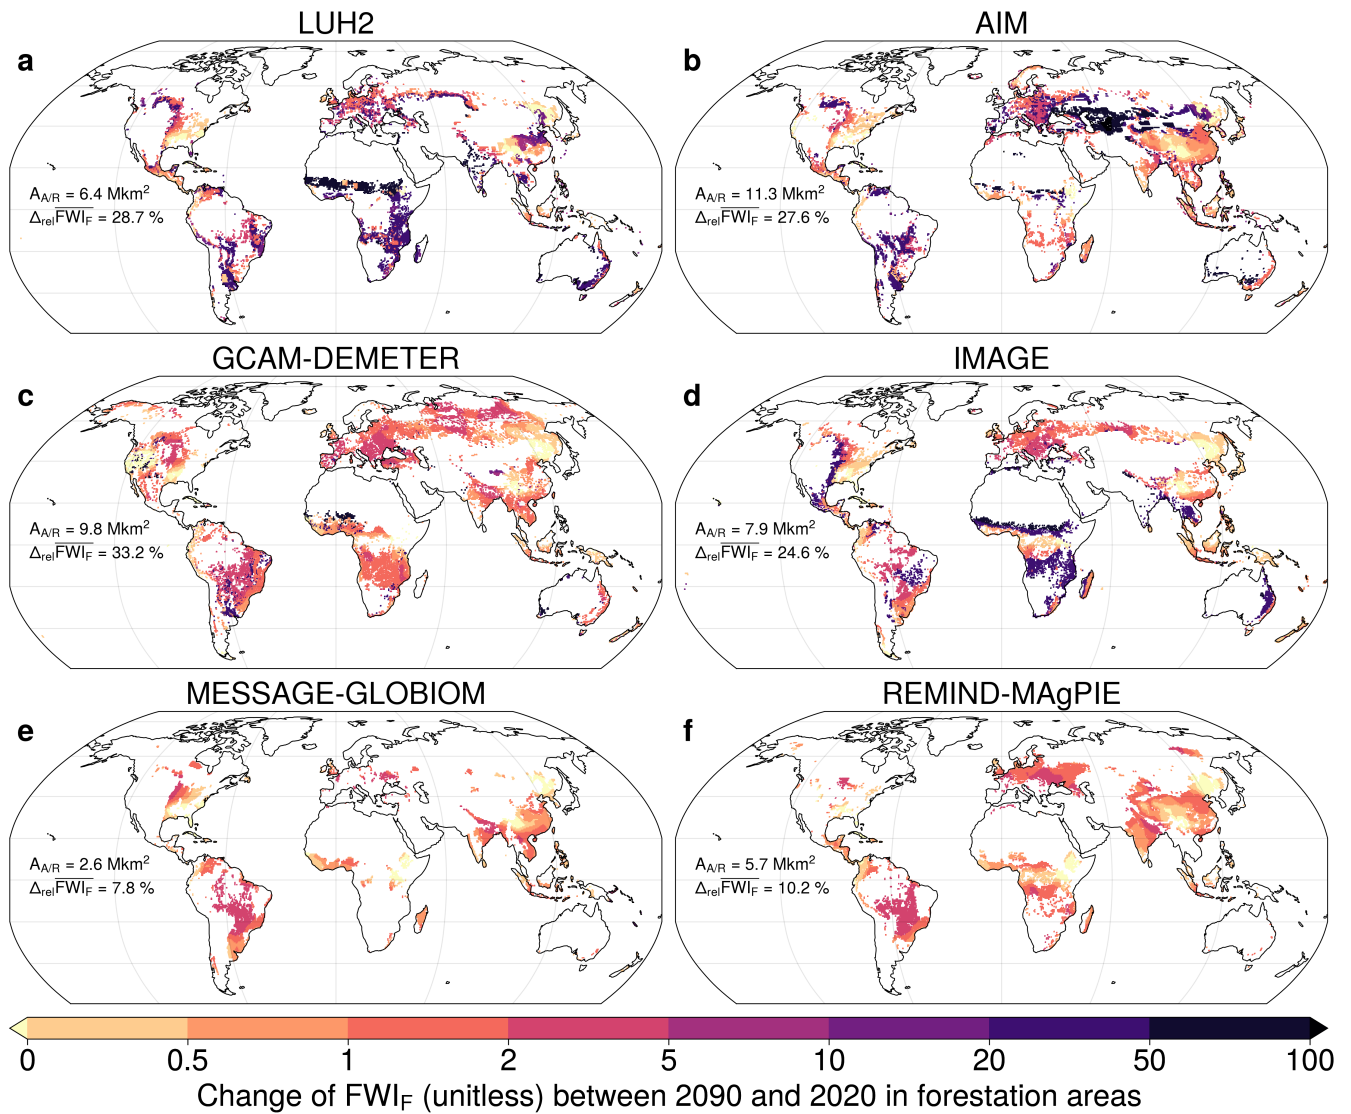 LUH2
a
A_A/R = 6.4 Mkm²
Δ_rel FWI_F = 28.7 %
AIM
b
A_A/R = 11.3 Mkm²
Δ_rel FWI_F = 27.6 %
GCAM-DEMETER
c
A_A/R = 9.8 Mkm²
Δ_rel FWI_F = 33.2 %
IMAGE
d
A_A/R = 7.9 Mkm²
Δ_rel FWI_F = 24.6 %
MESSAGE-GLOBIOM
e
A_A/R = 2.6 Mkm²
Δ_rel FWI_F = 7.8 %
REMIND-MAgPIE
f
A_A/R = 5.7 Mkm²
Δ_rel FWI_F = 10.2 %
0 0.5 1 2 5 10 20 50 100
Change of FWI_F (unitless) between 2090 and 2020 in forestation areas